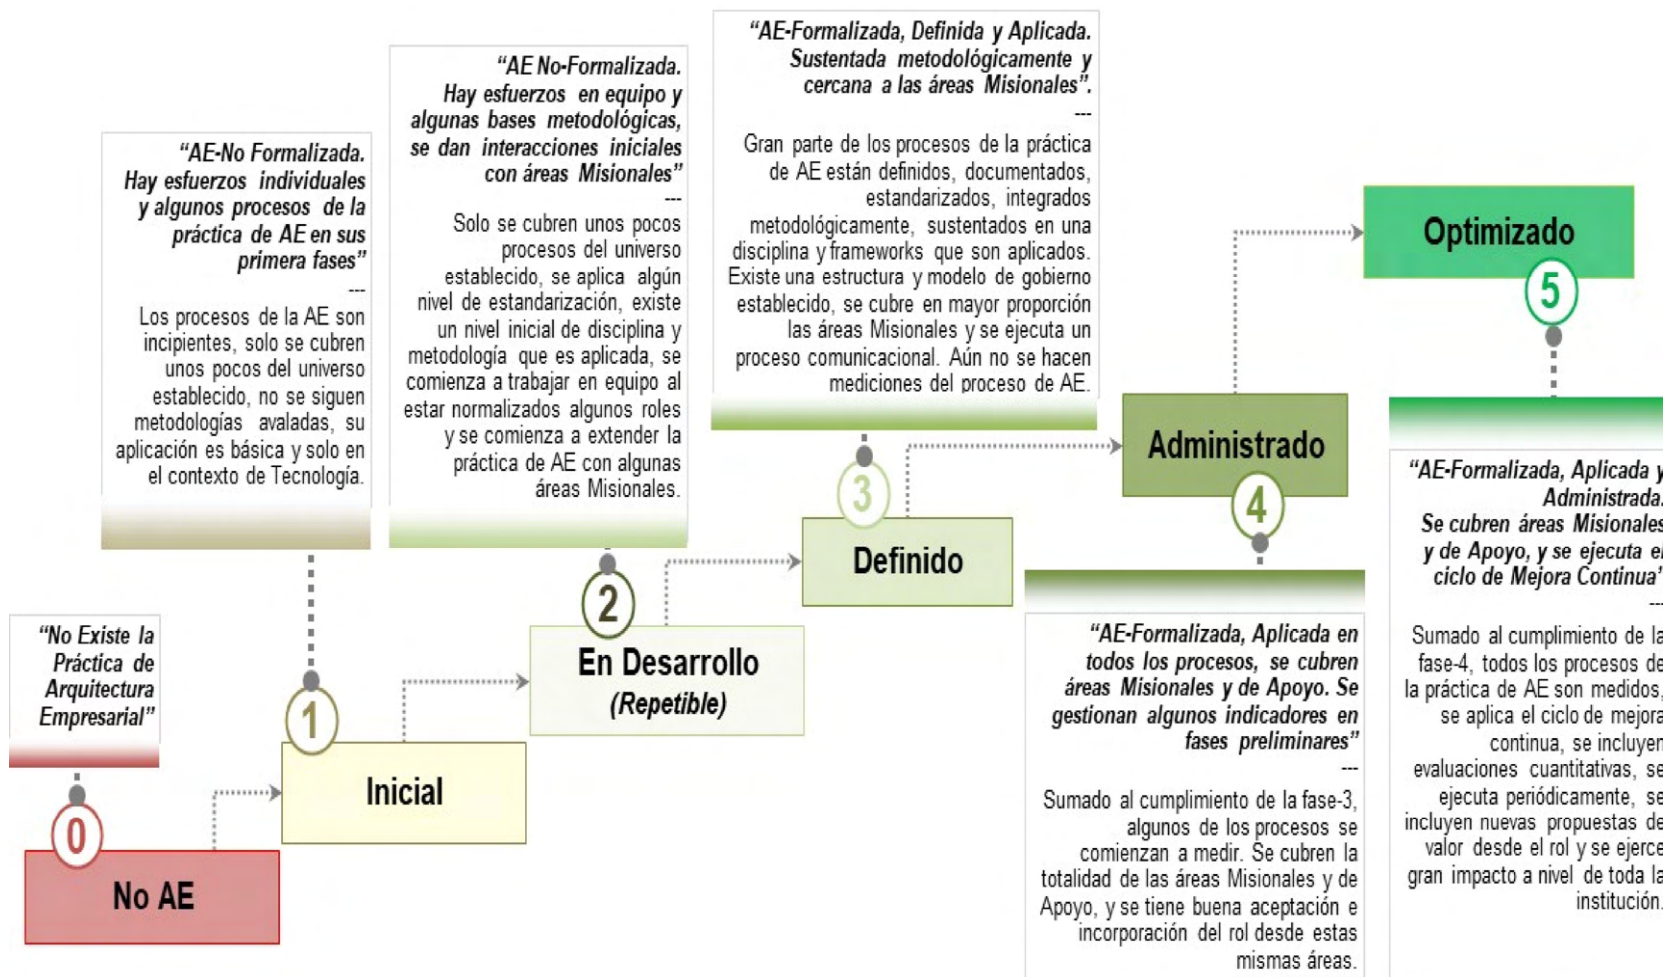 “No Existe la
Práctica de
Arquitectura
Empresarial”
0
No AE
“AE-No Formalizada.
Hay esfuerzos individuales
y algunos procesos de la
práctica de AE en sus
primera fases”
---
Los procesos de la AE son
incipientes, solo se cubren
unos pocos del universo
establecido, no se siguen
metodologías avaladas, su
aplicación es básica y solo en
el contexto de Tecnología.
1
Inicial
“AE No-Formalizada.
Hay esfuerzos en equipo y
algunas bases metodológicas,
se dan interacciones iniciales
con áreas Misionales”
---
Solo se cubren unos pocos
procesos del universo
establecido, se aplica algún
nivel de estandarización, existe
un nivel inicial de disciplina y
metodología que es aplicada, se
comienza a trabajar en equipo al
estar normalizados algunos roles
y se comienza a extender la
práctica de AE con algunas
áreas Misionales.
2
En Desarrollo
(Repetible)
“AE-Formalizada, Definida y Aplicada.
Sustentada metodológicamente y
cercana a las áreas Misionales”.
---
Gran parte de los procesos de la práctica
de AE están definidos, documentados,
estandarizados, integrados
metodológicamente, sustentados en una
disciplina y frameworks que son aplicados.
Existe una estructura y modelo de gobierno
establecido, se cubre en mayor proporción
las áreas Misionales y se ejecuta un
proceso comunicacional. Aún no se hacen
mediciones del proceso de AE.
3
Definido
Administrado
4
“AE-Formalizada, Aplicada en
todos los procesos, se cubren
áreas Misionales y de Apoyo. Se
gestionan algunos indicadores en
fases preliminares”
---
Sumado al cumplimiento de la fase-3,
algunos de los procesos se
comienzan a medir. Se cubren la
totalidad de las áreas Misionales y de
Apoyo, y se tiene buena aceptación e
incorporación del rol desde estas
mismas áreas.
Optimizado
5
“AE-Formalizada, Aplicada y
Administrada.
Se cubren áreas Misionales
y de Apoyo, y se ejecuta el
ciclo de Mejora Continua”
---
Sumado al cumplimiento de la
fase-4, todos los procesos de
la práctica de AE son medidos,
se aplica el ciclo de mejora
continua, se incluyen
evaluaciones cuantitativas, se
ejecuta periódicamente, se
incluyen nuevas propuestas de
valor desde el rol y se ejerce
gran impacto a nivel de toda la
institución.